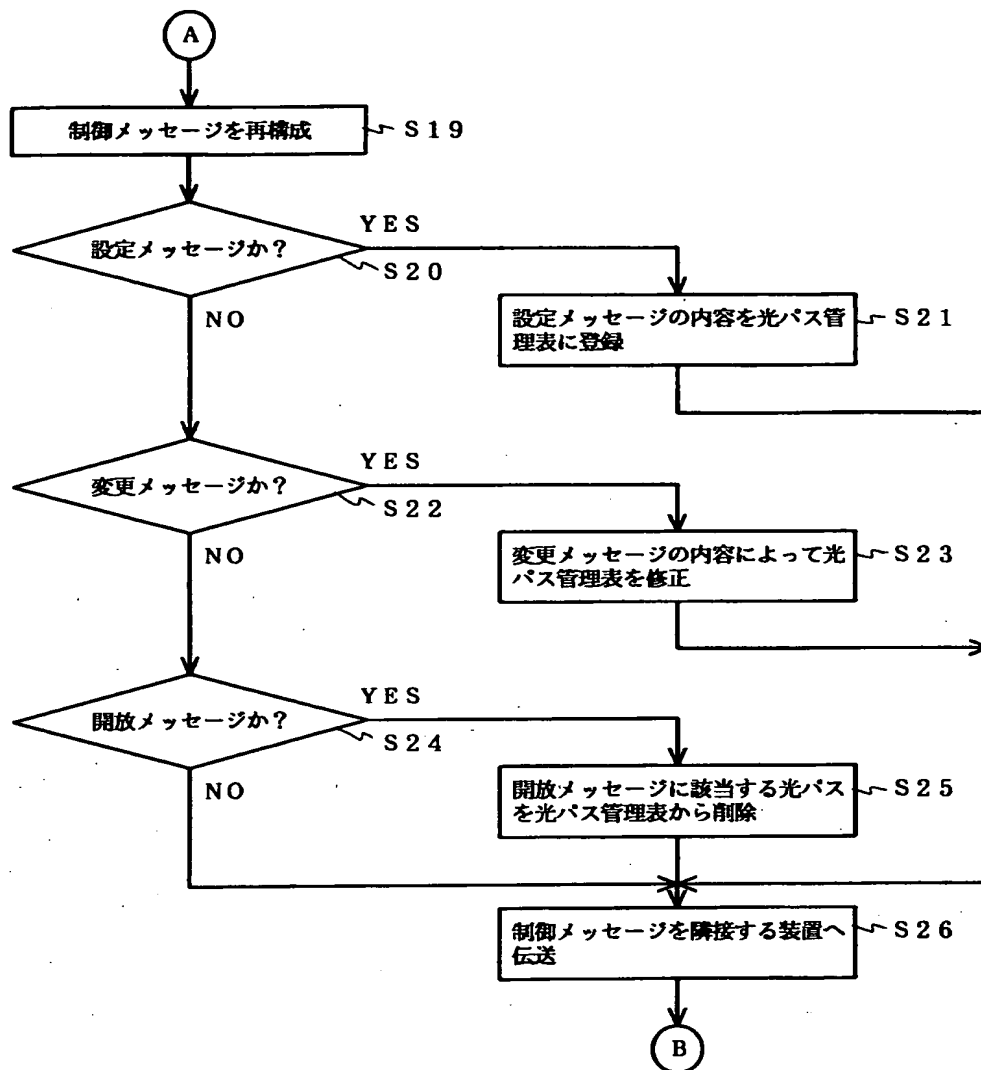 A
制御メッセージを再構成
S19
設定メッセージか？
YES
S20
NO
設定メッセージの内容を光パス管
理表に登録
S21
変更メッセージか？
YES
S22
NO
変更メッセージの内容によって光
パス管理表を修正
S23
開放メッセージか？
YES
S24
NO
開放メッセージに該当する光パス
を光パス管理表から削除
S25
制御メッセージを隣接する装置へ
伝送
S26
B